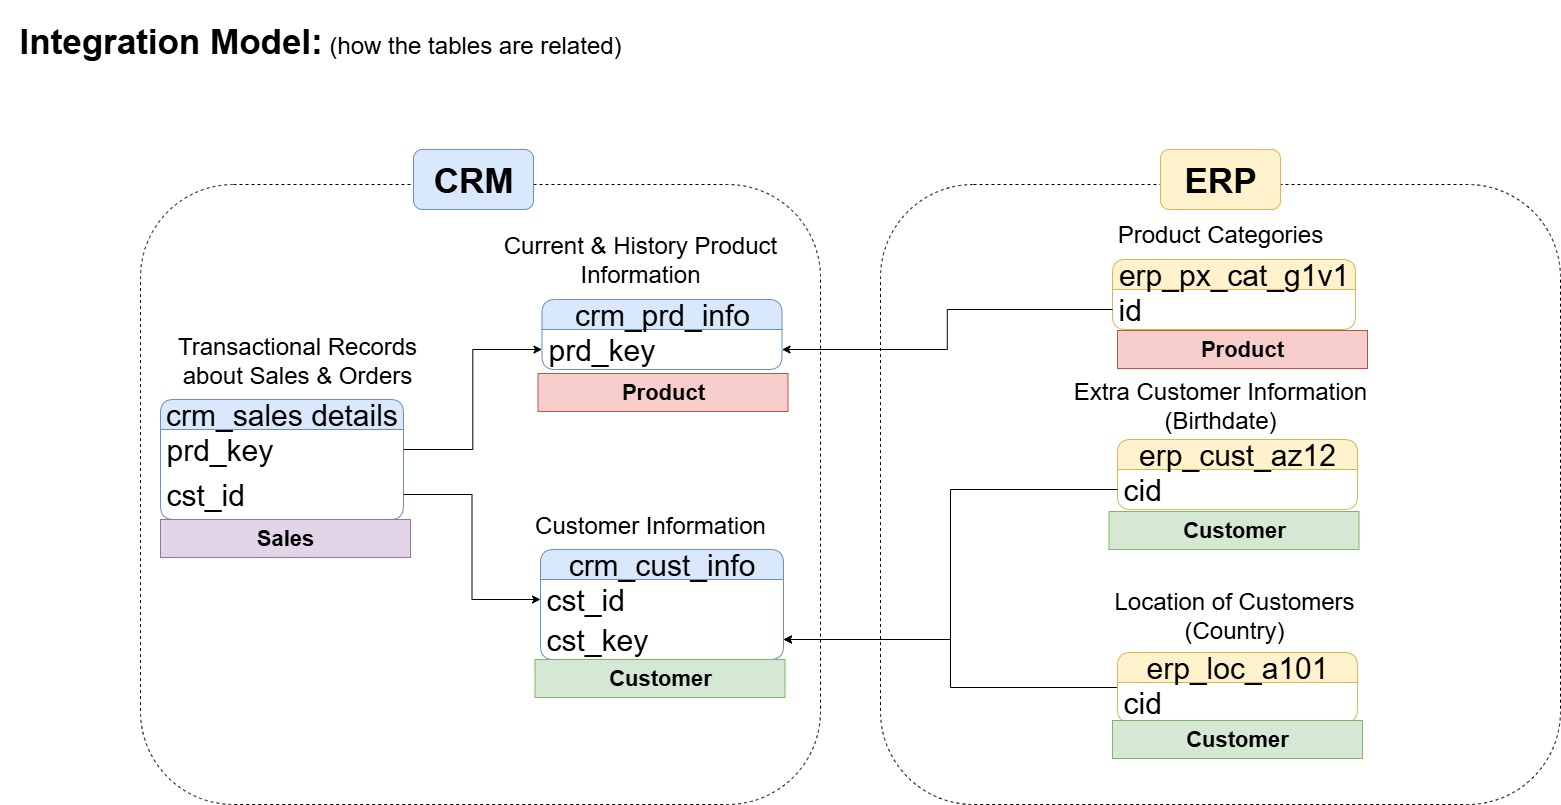 Integration Model: (how the tables are related)
CRM
Current & History Product
Information
crm_prd_info
prd_key
Product
Transactional Records
about Sales & Orders
crm_sales details
prd_key
cst_id
Sales
Customer Information
crm_cust_info
cst_id
cst_key
Customer
ERP
Product Categories
erp_px_cat_g1v1
id
Product
Extra Customer Information
(Birthdate)
erp_cust_az12
cid
Customer
Location of Customers
(Country)
erp_loc_a101
cid
Customer